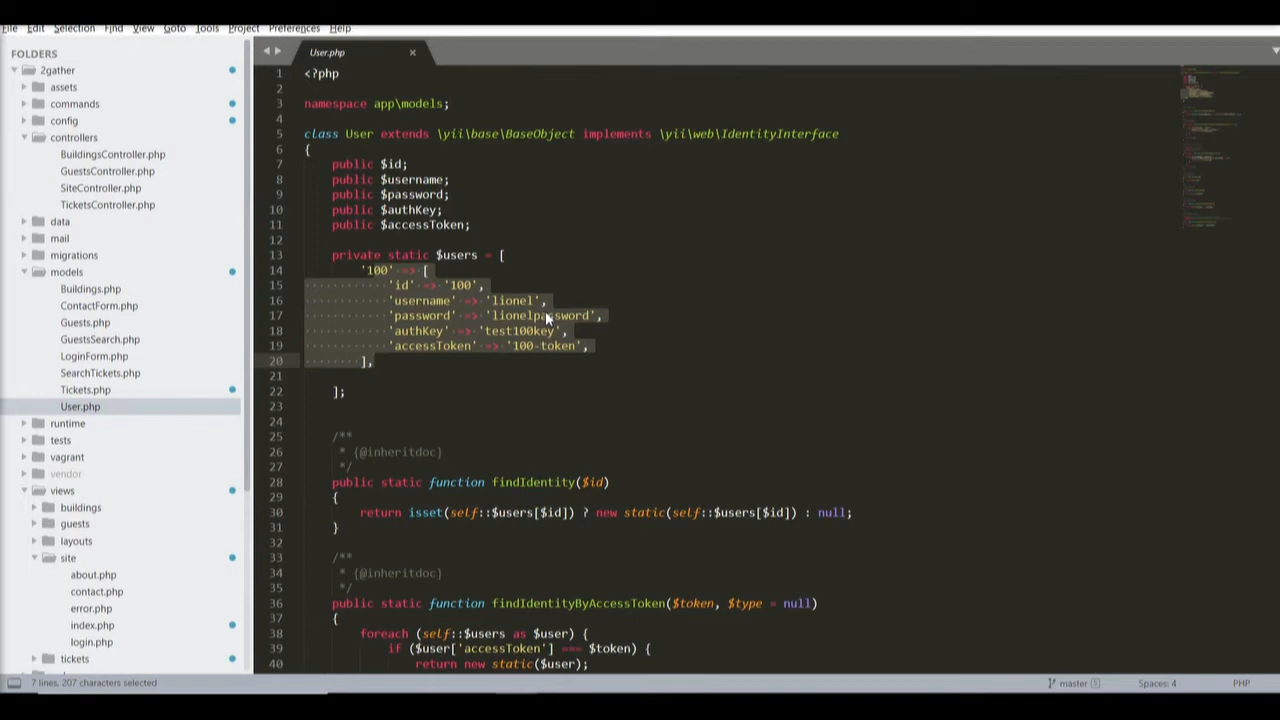 File Edit Selection Find View Goto Tools Project Preferences Help
FOLDERS
2gather
assets
commands
config
controllers
BuildingsController.php
GuestsController.php
SiteController.php
TicketsController.php
data
mail
migrations
models
Buildings.php
ContactForm.php
Guests.php
GuestsSearch.php
LoginForm.php
SearchTickets.php
Tickets.php
User.php
runtime
tests
vagrant
vendor
views
buildings
guests
layouts
site
about.php
contact.php
error.php
index.php
login.php
tickets
User.php
1 <?php
2
3 namespace app\models;
4
5 class User extends \yii\base\BaseObject implements \yii\web\IdentityInterface
6 {
7 public $id;
8 public $username;
9 public $password;
10 public $authKey;
11 public $accessToken;
12
13 private static $users = [
14 '100' => [
15 'id' => '100',
16 'username' => 'lionel',
17 'password' => 'lionelpassword',
18 'authKey' => 'test100key',
19 'accessToken' => '100-token',
20 ],
21
22 ];
23
24
25 /**
26 * {@inheritdoc}
27 */
28 public static function findIdentity($id)
29 {
30 return isset(self::$users[$id]) ? new static(self::$users[$id]) : null;
31 }
32
33 /**
34 * {@inheritdoc}
35 */
36 public static function findIdentityByAccessToken($token, $type = null)
37 {
38 foreach (self::$users as $user) {
39 if ($user['accessToken'] === $token) {
40 return new static($user);
7 lines, 207 characters selected
master 5
Spaces: 4
PHP